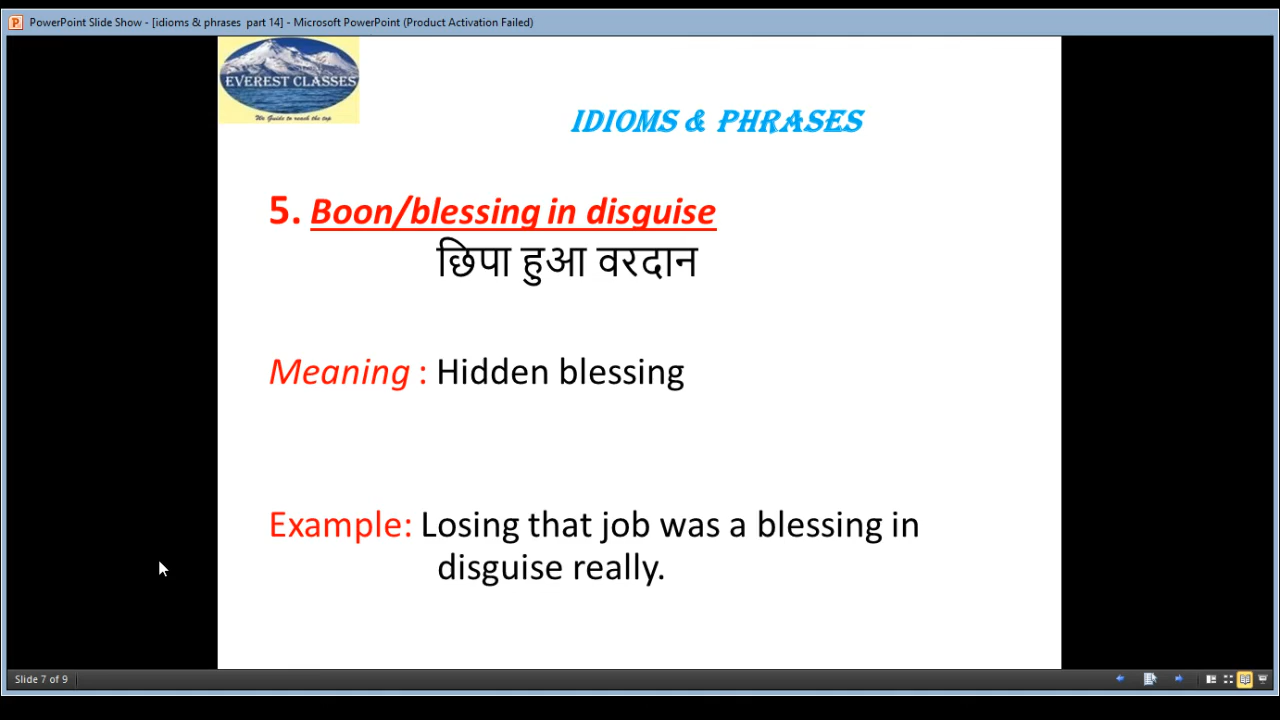 PowerPoint Slide Show - [idioms & phrases  part 14] - Microsoft PowerPoint (Product Activation Failed)
EVEREST CLASSES
We Guide to reach the top
IDIOMS & PHRASES
5. Boon/blessing in disguise
छिपा हुआ वरदान
Meaning : Hidden blessing
Example: Losing that job was a blessing in
disguise really.
Slide 7 of 9